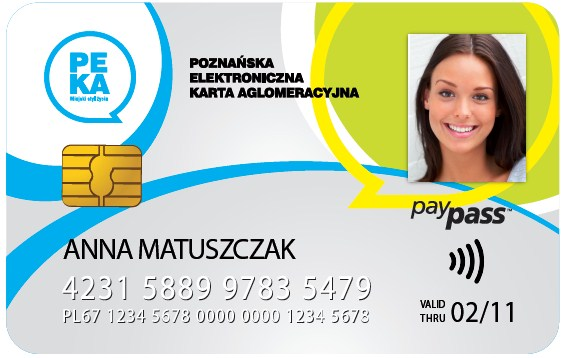 PE
KA
Miejski styl życia
POZNAŃSKA
ELEKTRONICZNA
KARTA AGLOMERACYJNA
paypass™
ANNA MATUSZCZAK
4231 5889 9783 5479
PL67 1234 5678 0000 0000 1234 5678
VALID
THRU 02/11